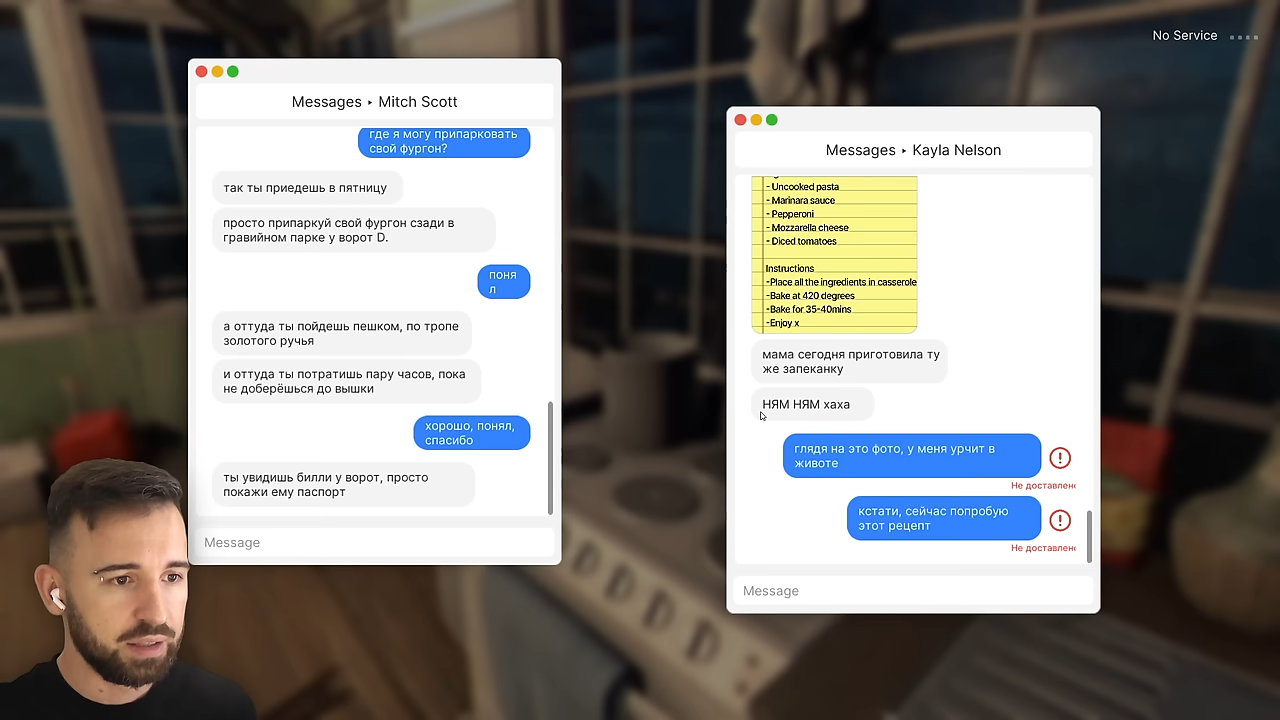 No Service
Messages ▸ Mitch Scott
где я могу припарковать
свой фургон?
так ты приедешь в пятницу
просто припаркуй свой фургон сзади в
гравийном парке у ворот D.
поня
л
а оттуда ты пойдешь пешком, по тропе
золотого ручья
и оттуда ты потратишь пару часов, пока
не доберёшься до вышки
хорошо, понял,
спасибо
ты увидишь билли у ворот, просто
покажи ему паспорт
Message
Messages ▸ Kayla Nelson
- Uncooked pasta
- Marinara sauce
- Pepperoni
- Mozzarella cheese
- Diced tomatoes
Instructions
-Place all the ingredients in casserole
-Bake at 420 degrees
-Bake for 35-40mins
-Enjoy x
мама сегодня приготовила ту
же запеканку
НЯМ НЯМ хаха
глядя на это фото, у меня урчит в
животе
Не доставлено
кстати, сейчас попробую
этот рецепт
Не доставлено
Message